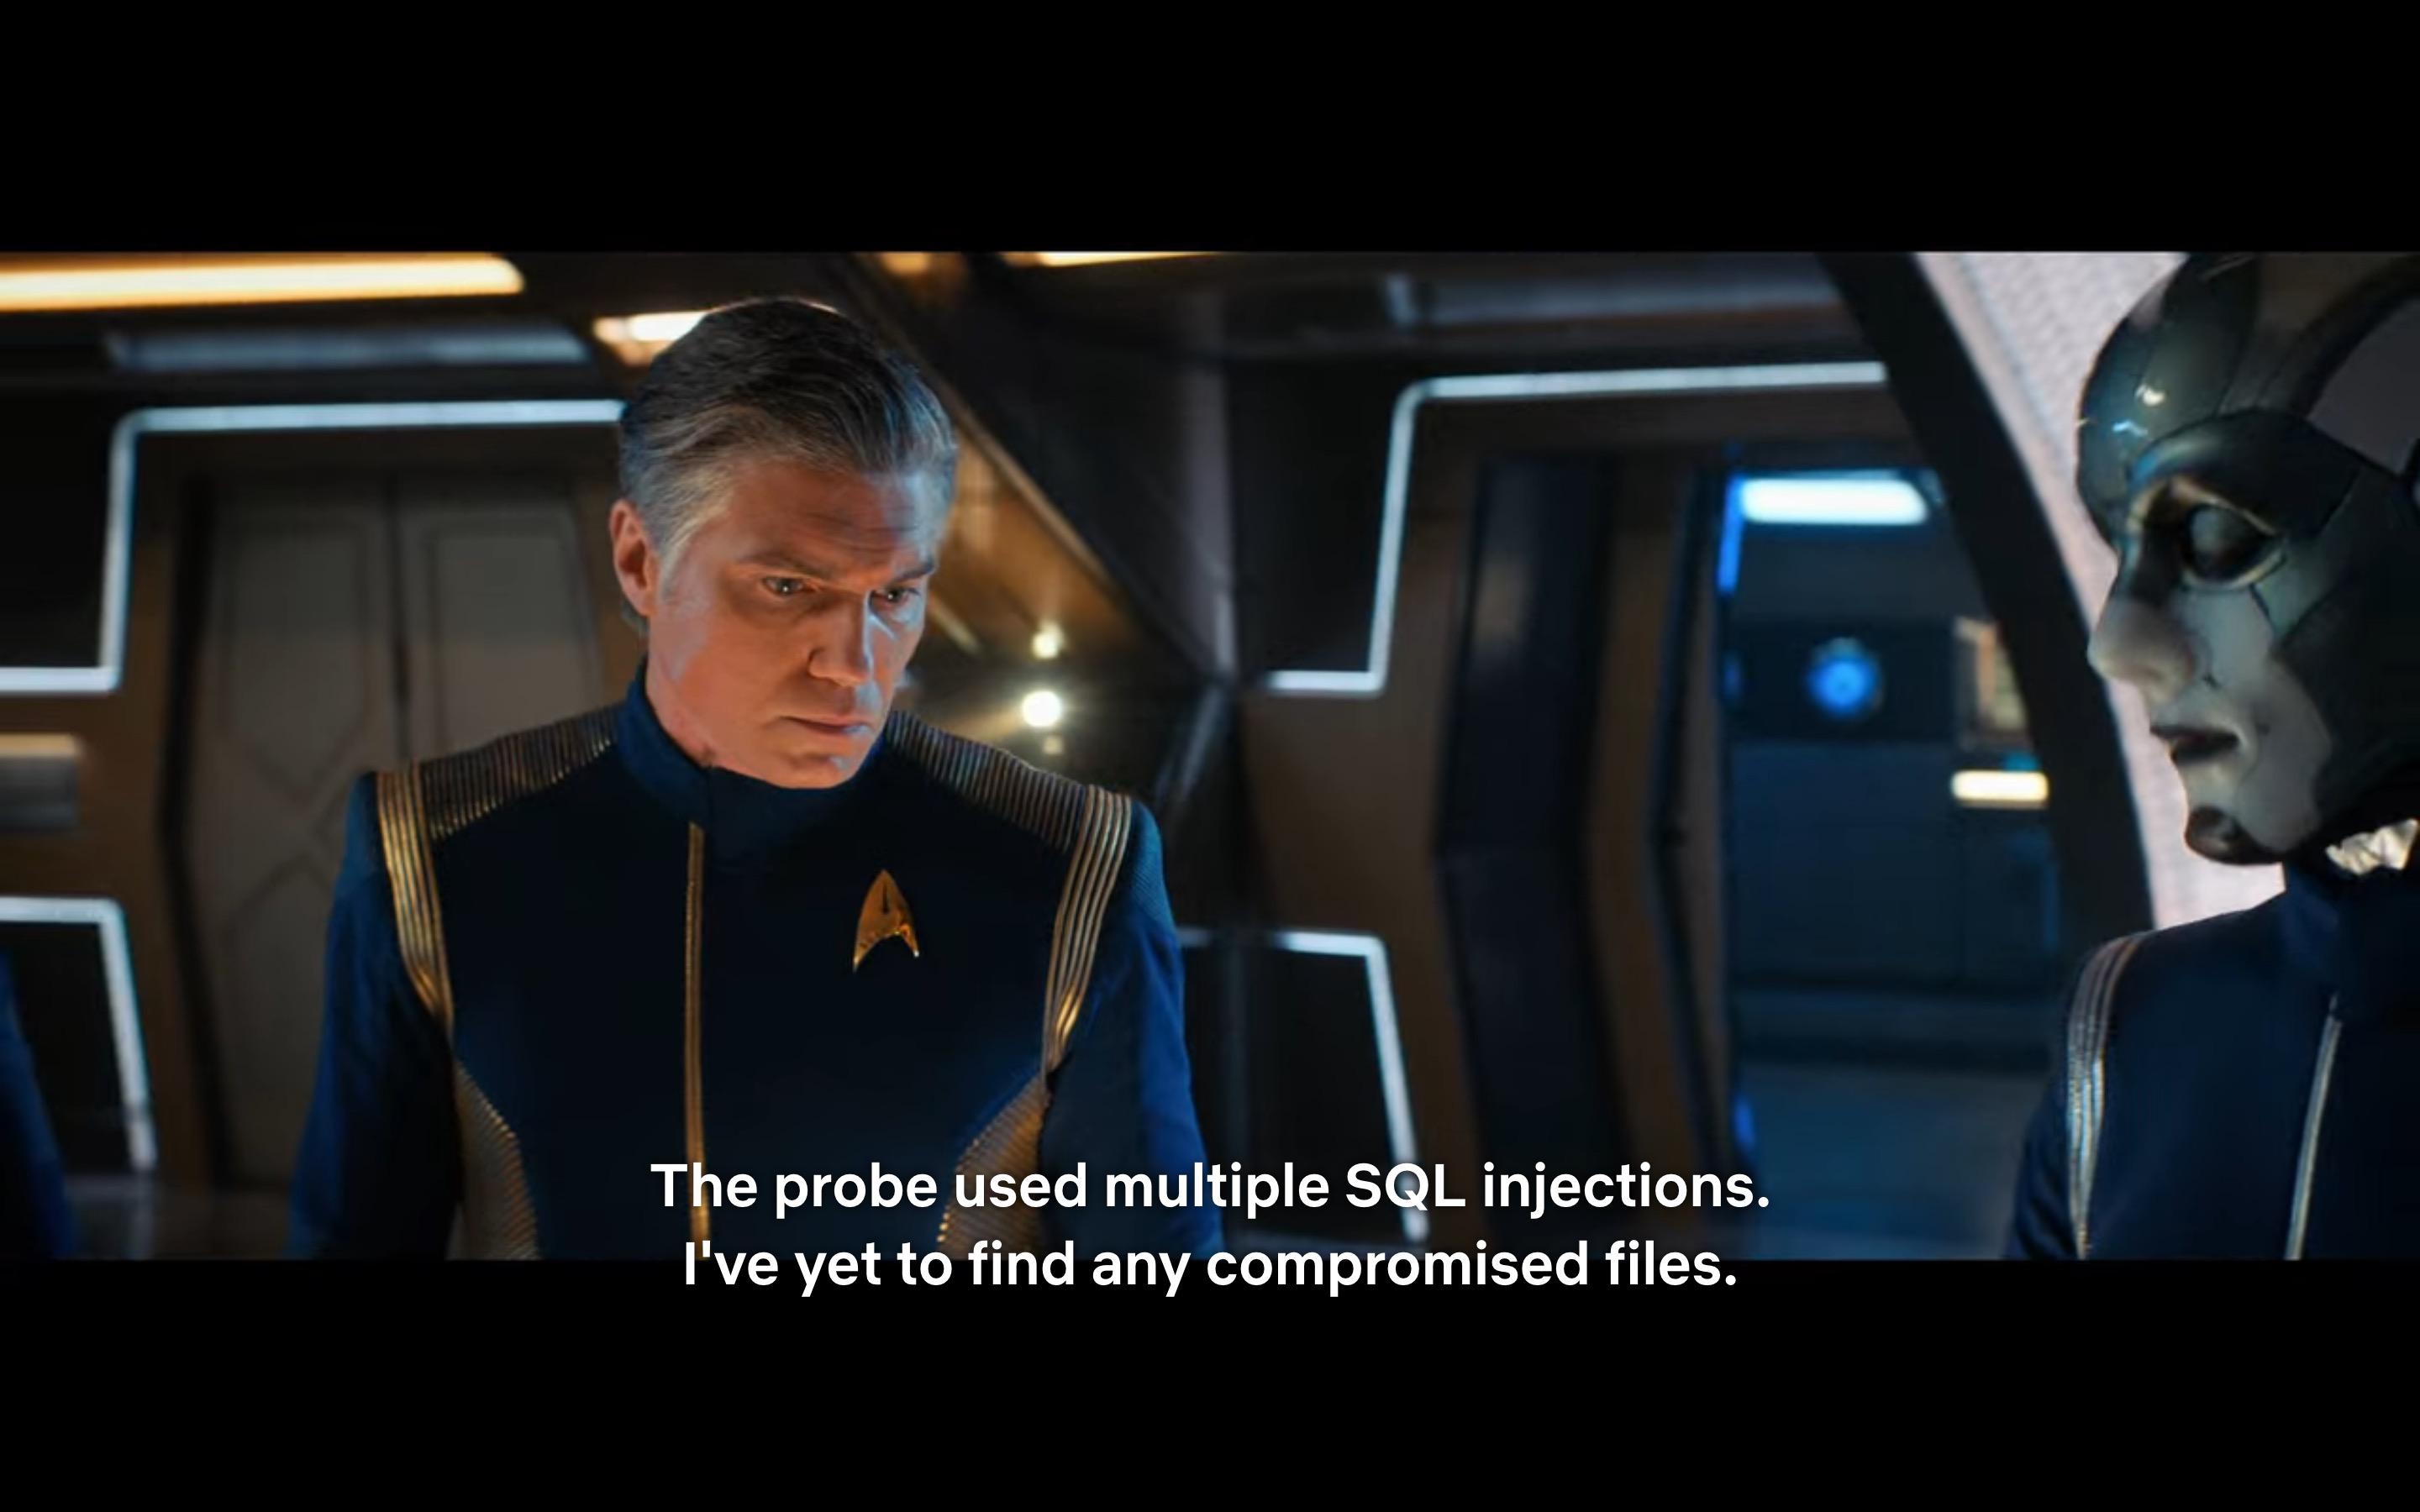 The probe used multiple SQL injections.
I've yet to find any compromised files.